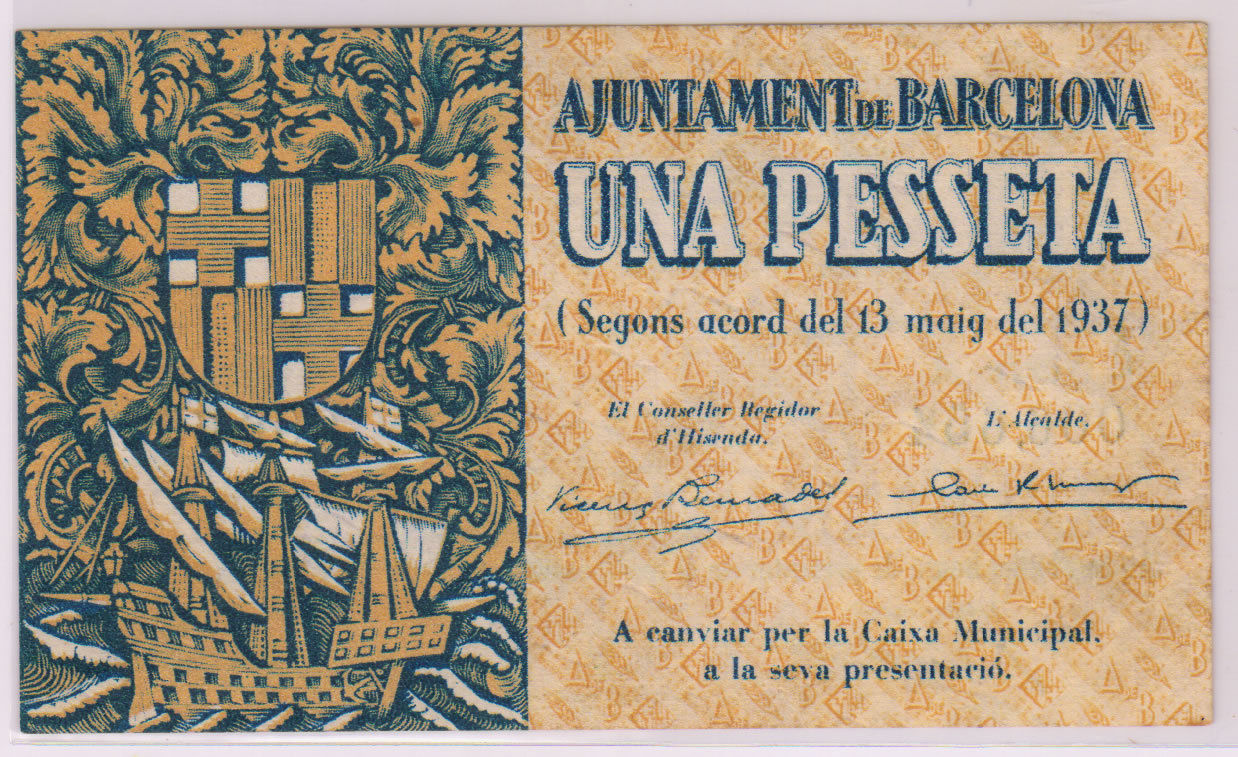 AJUNTAMENT DE BARCELONA
UNA PESSETA
(Segons acord del 13 maig del 1937)
El Conseller Regidor
d'Hisenda.
L'Alcalde.
A canviar per la Caixa Municipal,
a la seva presentació.